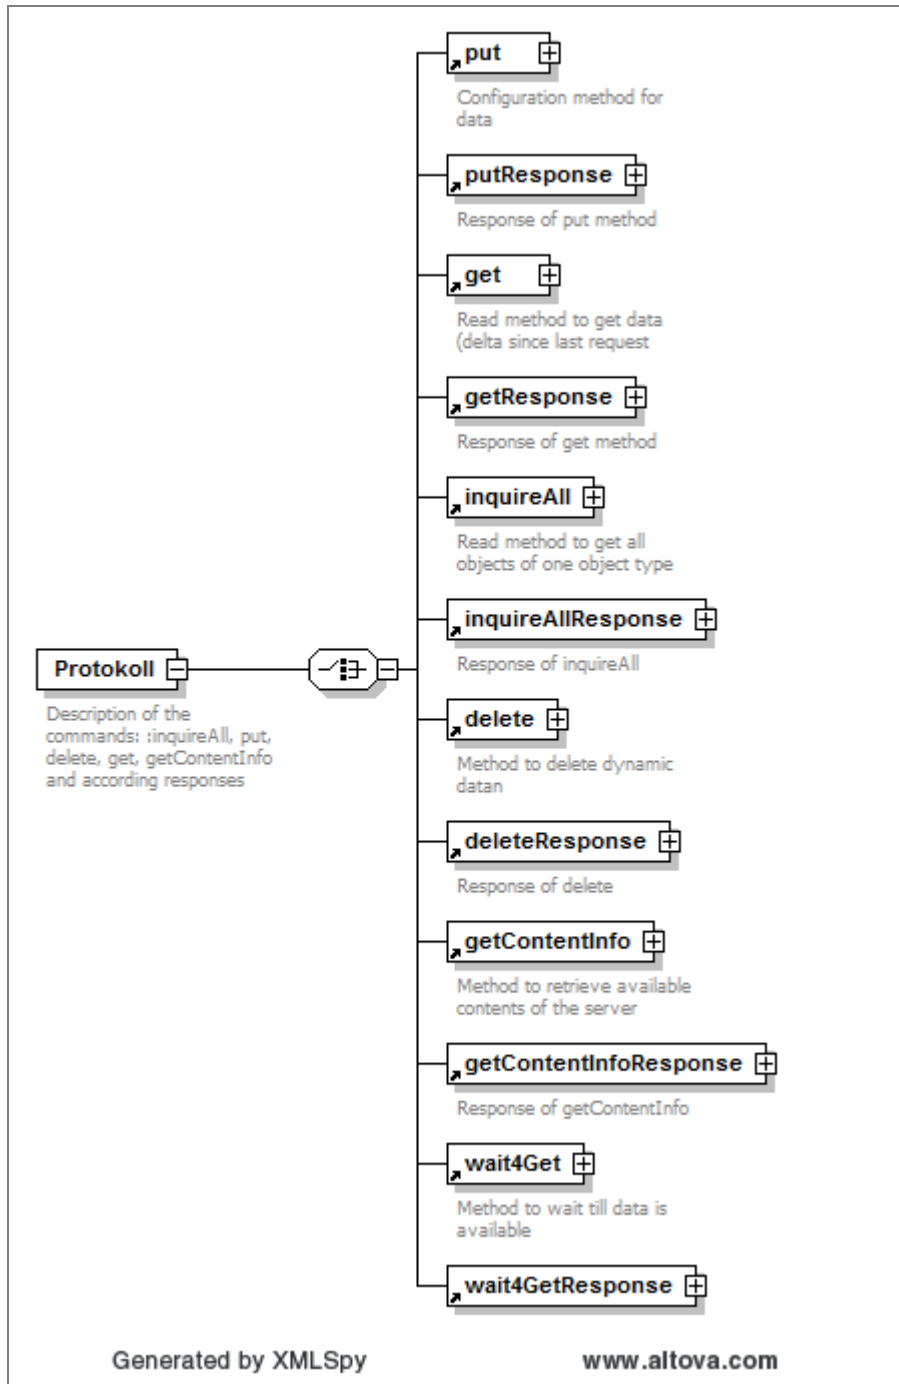 put
Configuration method for
data
putResponse
Response of put method
get
Read method to get data
(delta since last request
getResponse
Response of get method
inquireAll
Read method to get all
objects of one object type
inquireAllResponse
Response of inquireAll
Protokoll
Description of the
commands: :inquireAll, put,
delete, get, getContentInfo
and according responses
delete
Method to delete dynamic
datan
deleteResponse
Response of delete
getContentInfo
Method to retrieve available
contents of the server
getContentInfoResponse
Response of getContentInfo
wait4Get
Method to wait till data is
available
wait4GetResponse
Generated by XMLSpy
www.altova.com